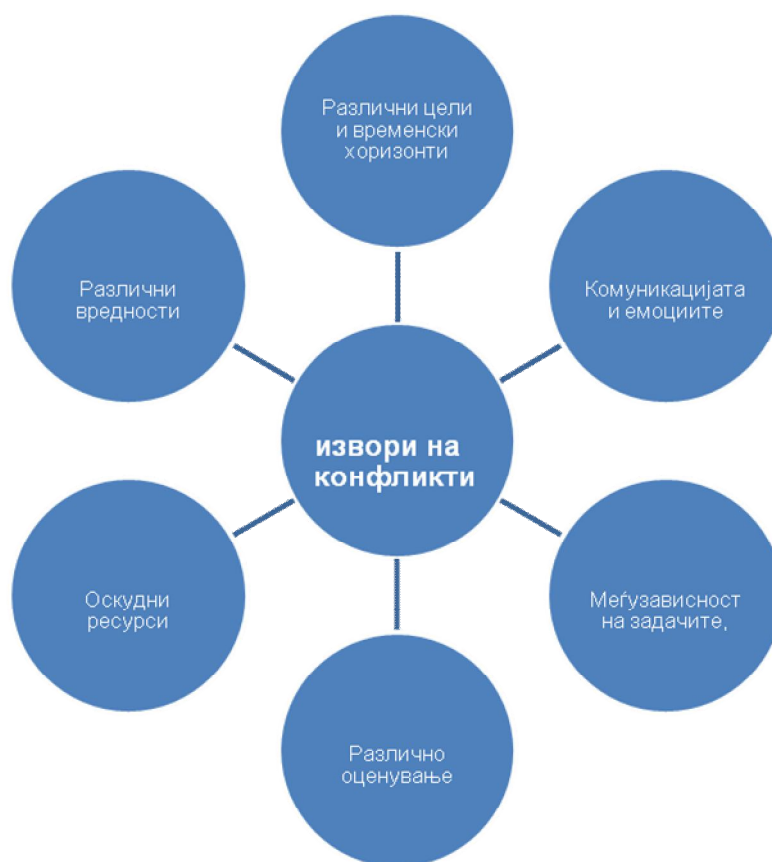 Различни цели
и временски
хоризонти
Различни
вредности
Комуникацијата
и емоциите
извори на
конфликти
Оскудни
ресурси
Меѓузависност
на задачите,
Различно
оценување